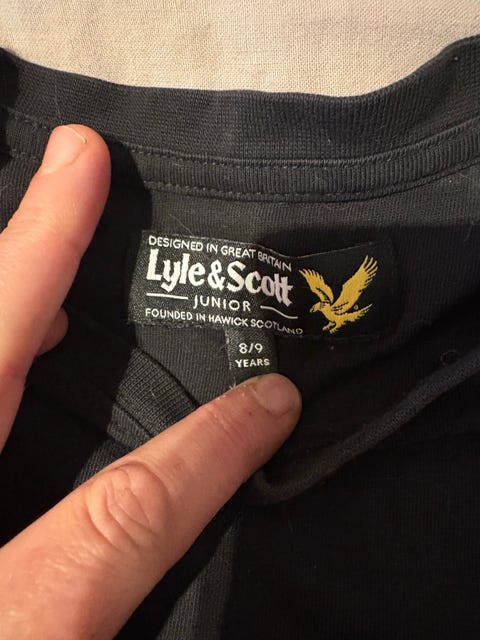 DESIGNED IN GREAT BRITAIN
Lyle & Scott
JUNIOR
FOUNDED IN HAWICK SCOTLAND
8/9
YEARS